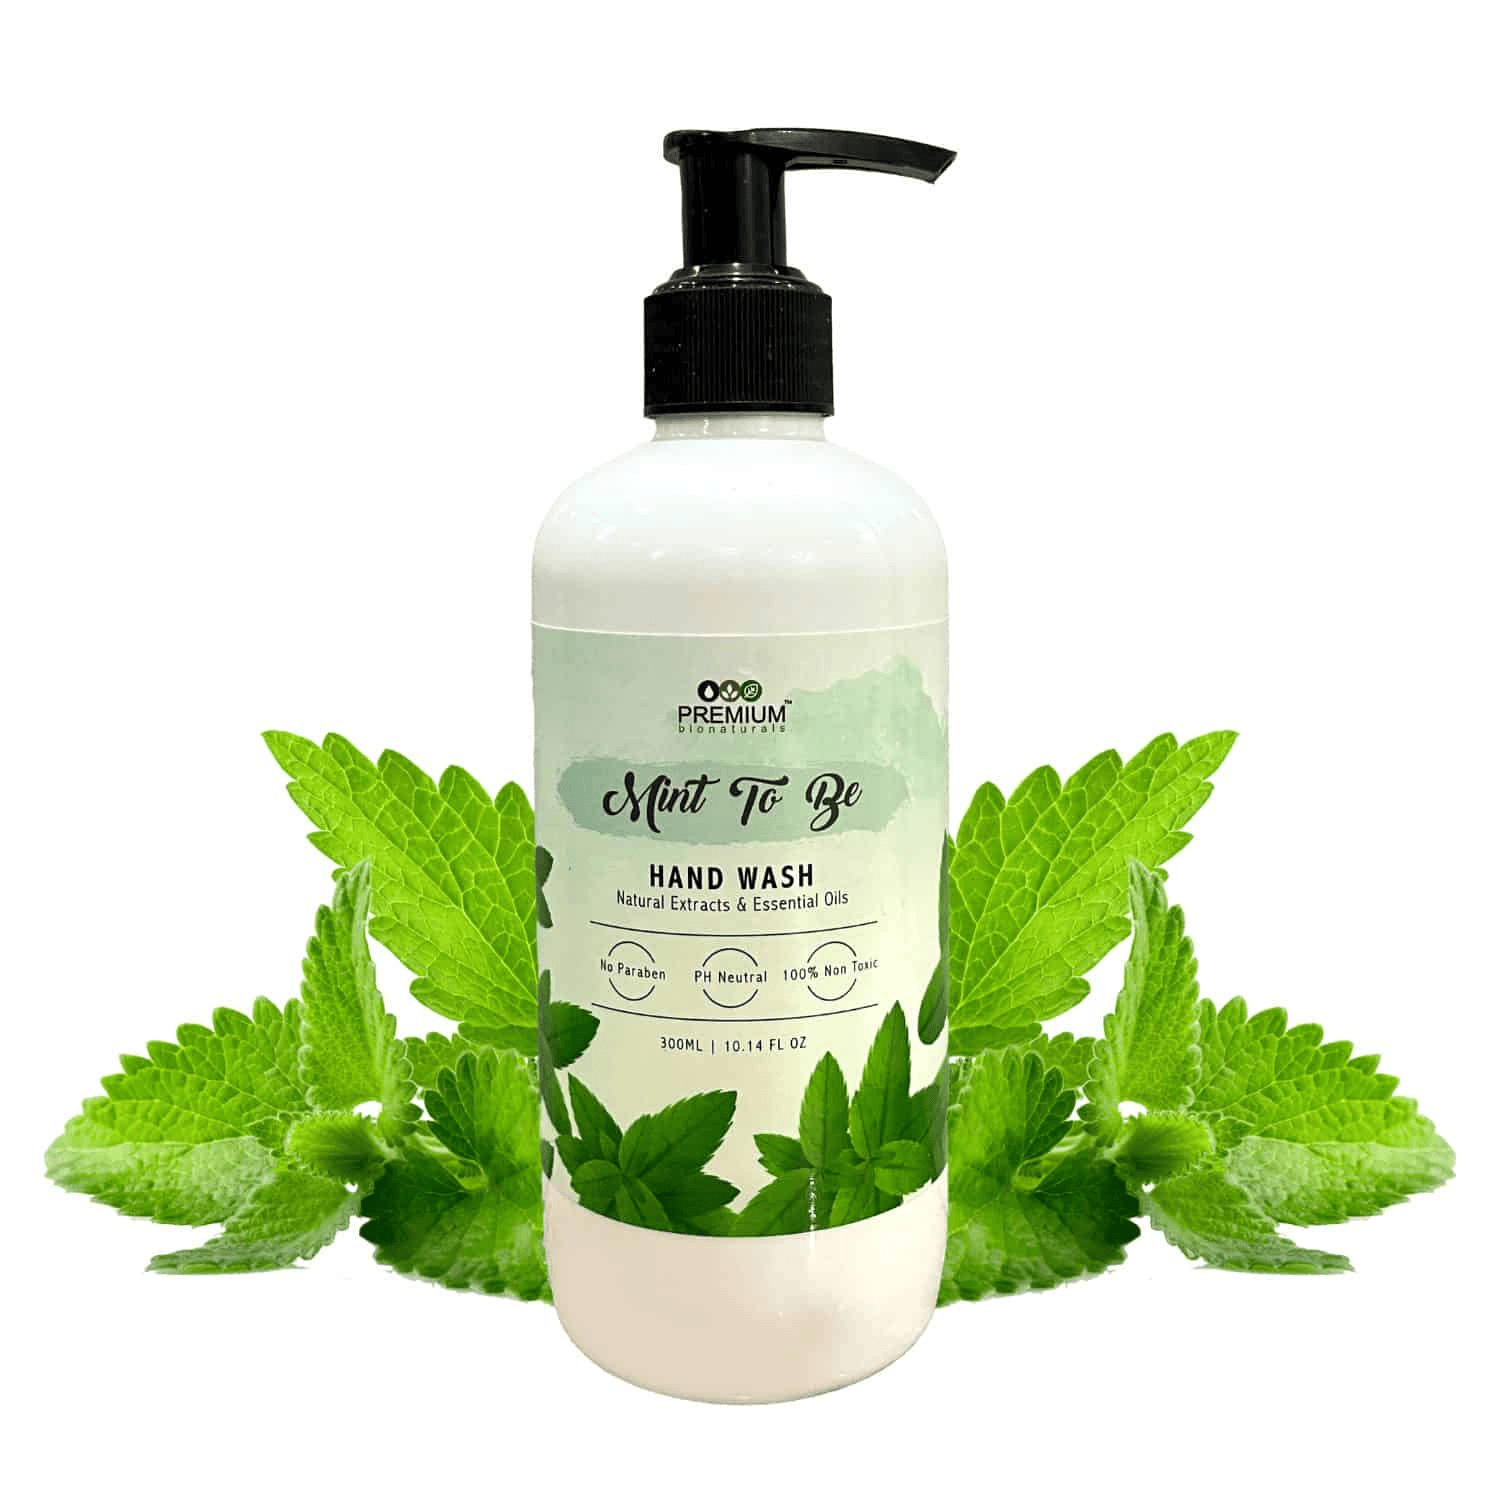 PREMIUM™
bionaturals
Mint To Be
HAND WASH
Natural Extracts & Essential Oils
No Paraben
PH Neutral
100% Non Toxic
300ML | 10.14 FL OZ